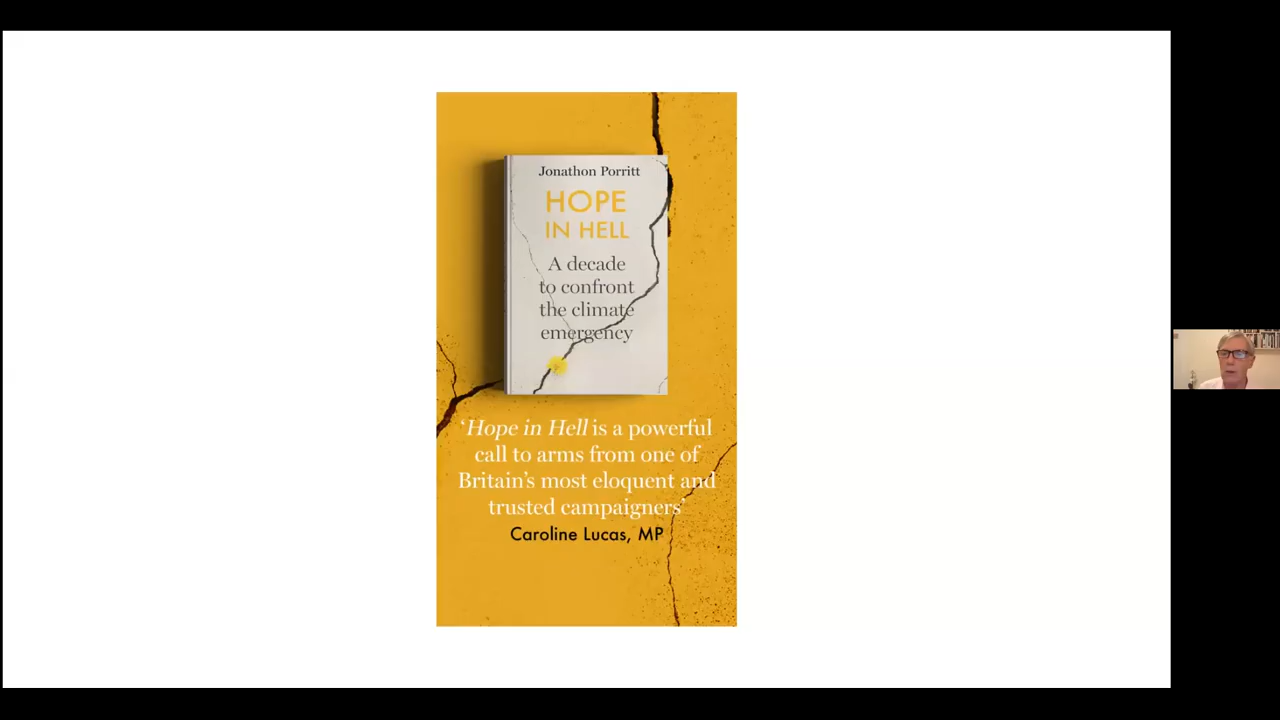 Jonathon Porritt
HOPE
IN HELL
A decade
to confront
the climate
emergency
‘Hope in Hell is a powerful
call to arms from one of
Britain’s most eloquent and
trusted campaigners’
Caroline Lucas, MP